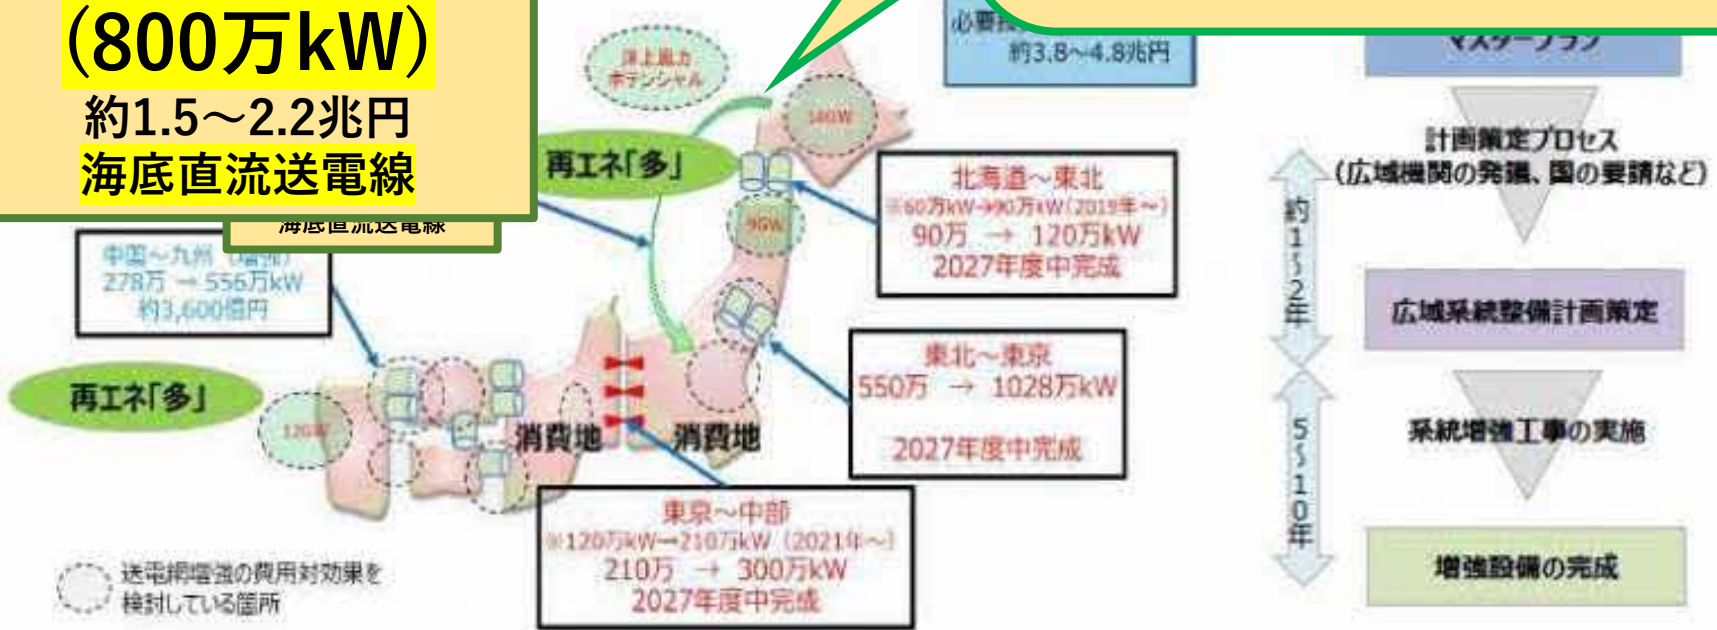 (800万kW)
約1.5～2.2兆円
海底直流送電線
海底直流送電線
中国～九州（増強）
278万 → 556万kW
約3,600億円
再エネ「多」
12GW
洋上風力
ポテンシャル
再エネ「多」
14GW
9GW
約3.8～4.8兆円
北海道～東北
※60万kW→90万kW(2019年～)
90万 → 120万kW
2027年度中完成
東北～東京
550万 → 1028万kW
2027年度中完成
消費地
消費地
東京～中部
※120万kW→210万kW（2021年～）
210万 → 300万kW
2027年度中完成
送電網増強の費用対効果を
検討している箇所
マスタープラン
計画策定プロセス
（広域機関の発議、国の要請など）
約1～2年
広域系統整備計画策定
系統増強工事の実施
5～10年
増強設備の完成